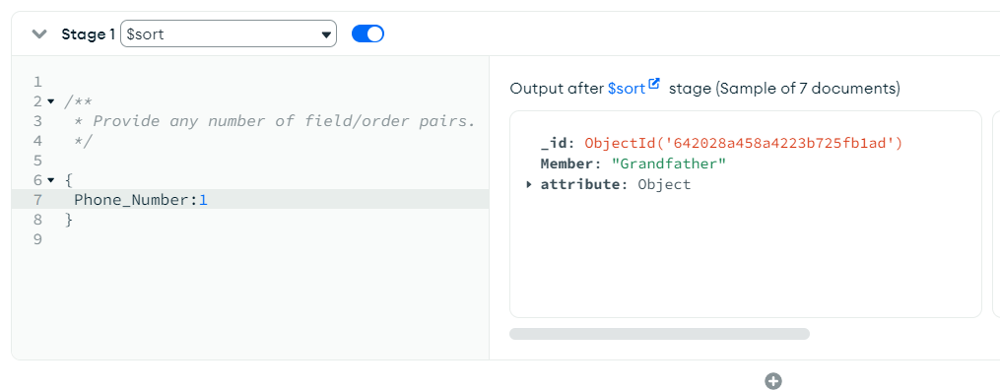 Stage 1 $sort
1
2 /**
3 * Provide any number of field/order pairs.
4 */
5
6 {
7 Phone_Number:1
8 }
9
Output after $sort stage (Sample of 7 documents)
_id: ObjectId('642028a458a4223b725fb1ad')
Member: "Grandfather"
attribute: Object